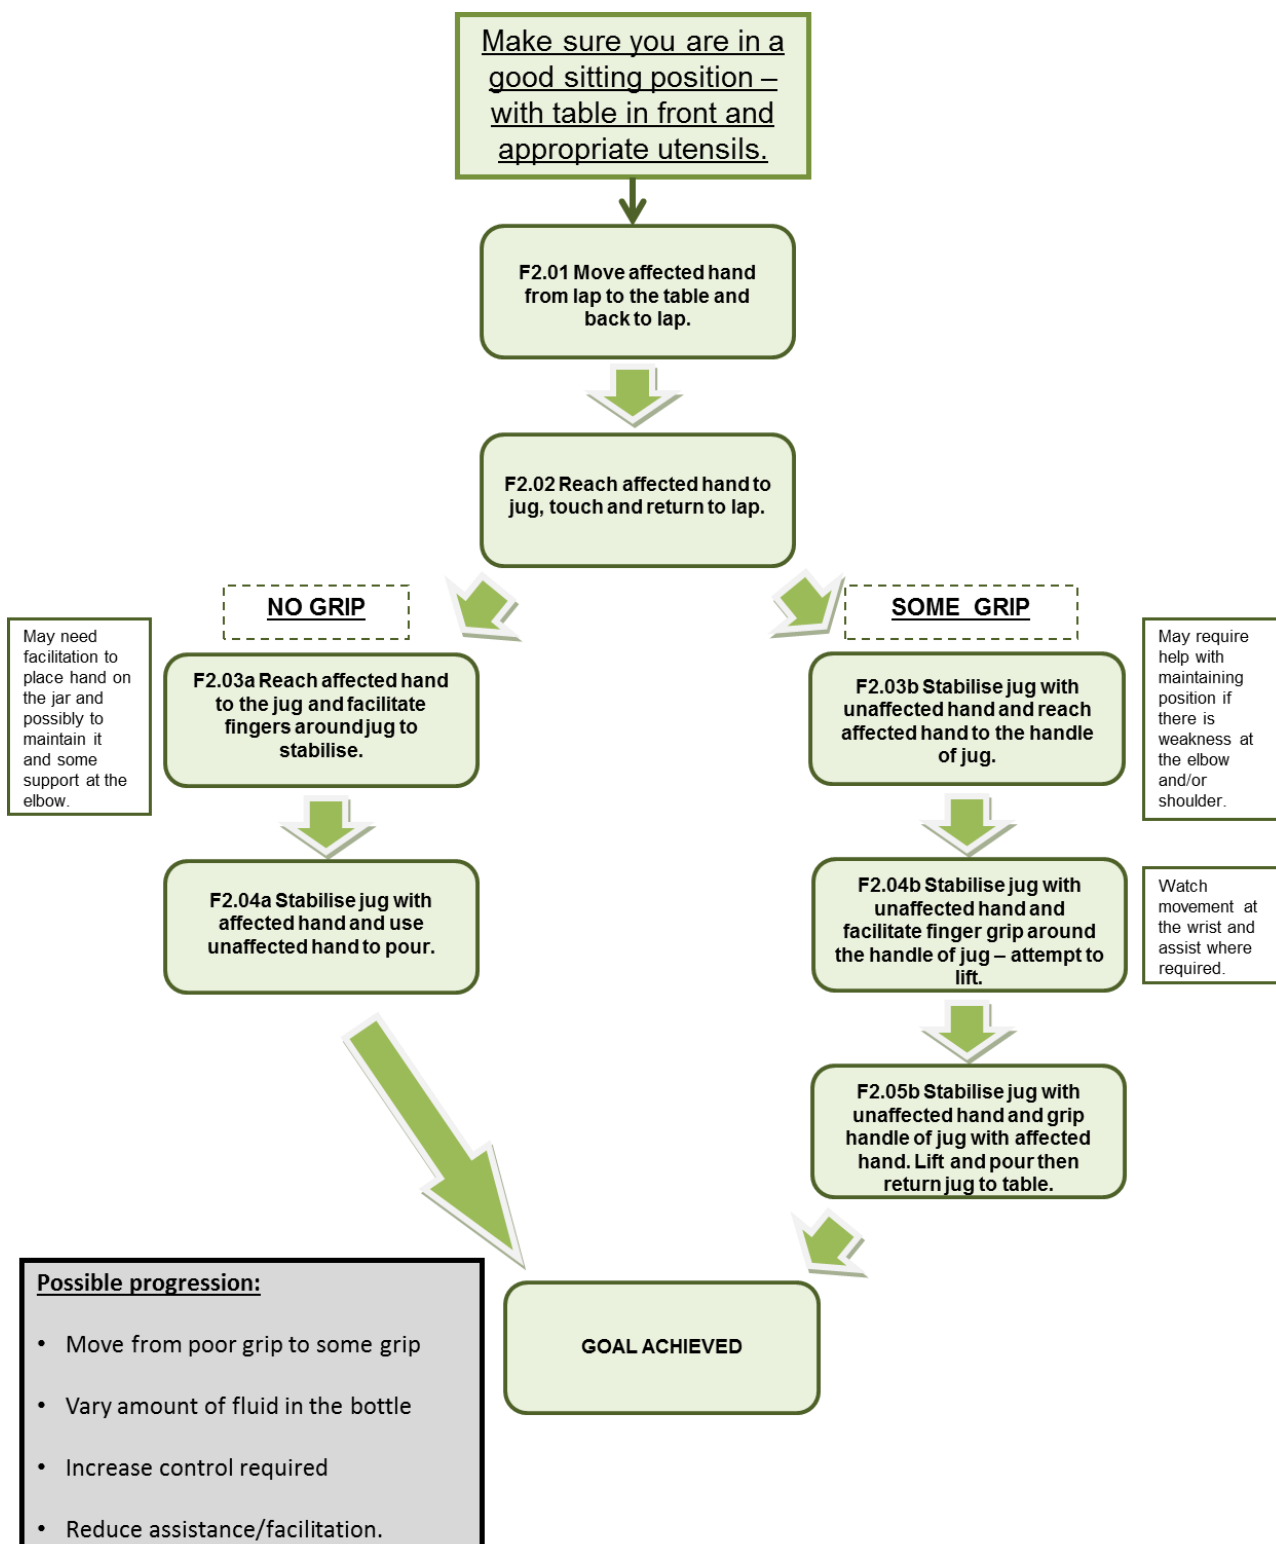 Make sure you are in a
good sitting position –
with table in front and
appropriate utensils.
F2.01 Move affected hand
from lap to the table and
back to lap.
F2.02 Reach affected hand to
jug, touch and return to lap.
NO GRIP
SOME GRIP
May need
facilitation to
place hand on
the jar and
possibly to
maintain it
and some
support at the
elbow.
F2.03a Reach affected hand
to the jug and facilitate
fingers around jug to
stabilise.
F2.03b Stabilise jug with
unaffected hand and reach
affected hand to the handle
of jug.
May require
help with
maintaining
position if
there is
weakness at
the elbow
and/or
shoulder.
F2.04a Stabilise jug with
affected hand and use
unaffected hand to pour.
F2.04b Stabilise jug with
unaffected hand and
facilitate finger grip around
the handle of jug – attempt to
lift.
Watch
movement at
the wrist and
assist where
required.
F2.05b Stabilise jug with
unaffected hand and grip
handle of jug with affected
hand. Lift and pour then
return jug to table.
Possible progression:
• Move from poor grip to some grip
• Vary amount of fluid in the bottle
• Increase control required
• Reduce assistance/facilitation.
GOAL ACHIEVED